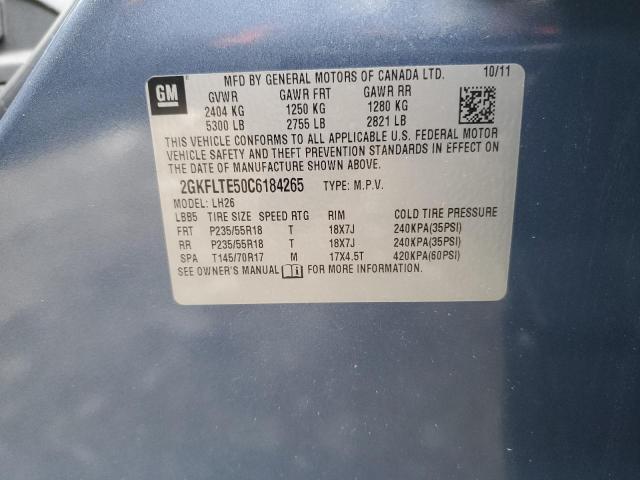 GM
MFD BY GENERAL MOTORS OF CANADA LTD. 10/11
GVWR GAWR FRT GAWR RR
2404 KG 1250 KG 1280 KG
5300 LB 2755 LB 2821 LB
THIS VEHICLE CONFORMS TO ALL APPLICABLE U.S. FEDERAL MOTOR
VEHICLE SAFETY AND THEFT PREVENTION STANDARDS IN EFFECT ON
THE DATE OF MANUFACTURE SHOWN ABOVE.
2GKFLTE50C6184265 TYPE: M.P.V.
MODEL: LH26
LBB5 TIRE SIZE SPEED RTG RIM COLD TIRE PRESSURE
FRT P235/55R18 T 18X7J 240KPA(35PSI)
RR P235/55R18 T 18X7J 240KPA(35PSI)
SPA T145/70R17 M 17X4.5T 420KPA(60PSI)
SEE OWNER'S MANUAL FOR MORE INFORMATION.